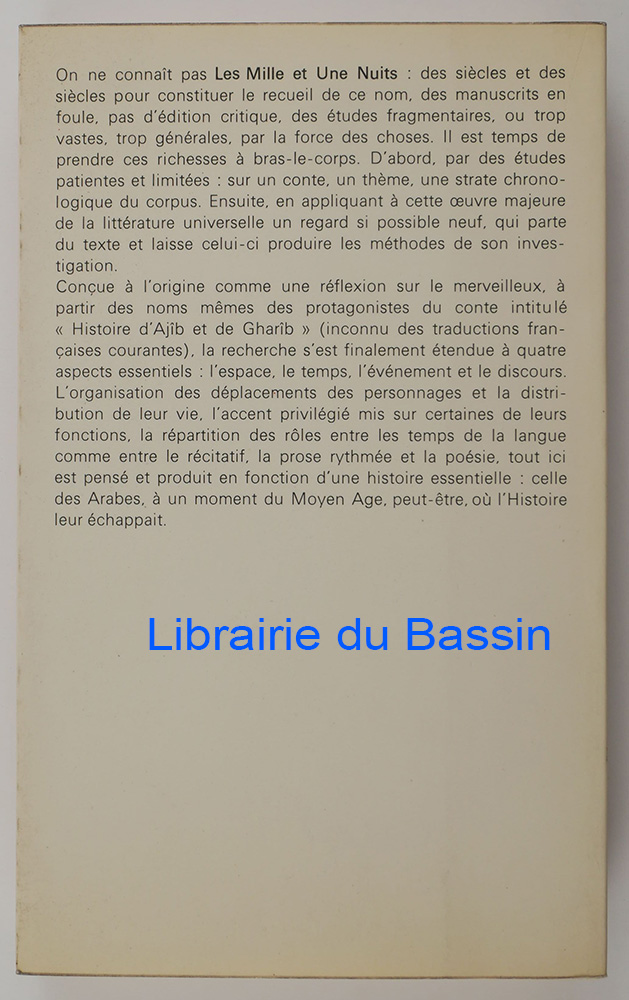 On ne connaît pas Les Mille et Une Nuits : des siècles et des
siècles pour constituer le recueil de ce nom, des manuscrits en
foule, pas d'édition critique, des études fragmentaires, ou trop
vastes, trop générales, par la force des choses. Il est temps de
prendre ces richesses à bras-le-corps. D'abord, par des études
patientes et limitées : sur un conte, un thème, une strate chrono-
logique du corpus. Ensuite, en appliquant à cette œuvre majeure
de la littérature universelle un regard si possible neuf, qui parte
du texte et laisse celui-ci produire les méthodes de son inves-
tigation.
Conçue à l'origine comme une réflexion sur le merveilleux, à
partir des noms mêmes des protagonistes du conte intitulé
« Histoire d'Ajîb et de Gharîb » (inconnu des traductions fran-
çaises courantes), la recherche s'est finalement étendue à quatre
aspects essentiels : l'espace, le temps, l'événement et le discours.
L'organisation des déplacements des personnages et la distri-
bution de leur vie, l'accent privilégié mis sur certaines de leurs
fonctions, la répartition des rôles entre les temps de la langue
comme entre le récitatif, la prose rythmée et la poésie, tout ici
est pensé et produit en fonction d'une histoire essentielle : celle
des Arabes, à un moment du Moyen Age, peut-être, où l'Histoire
leur échappait.
Librairie du Bassin